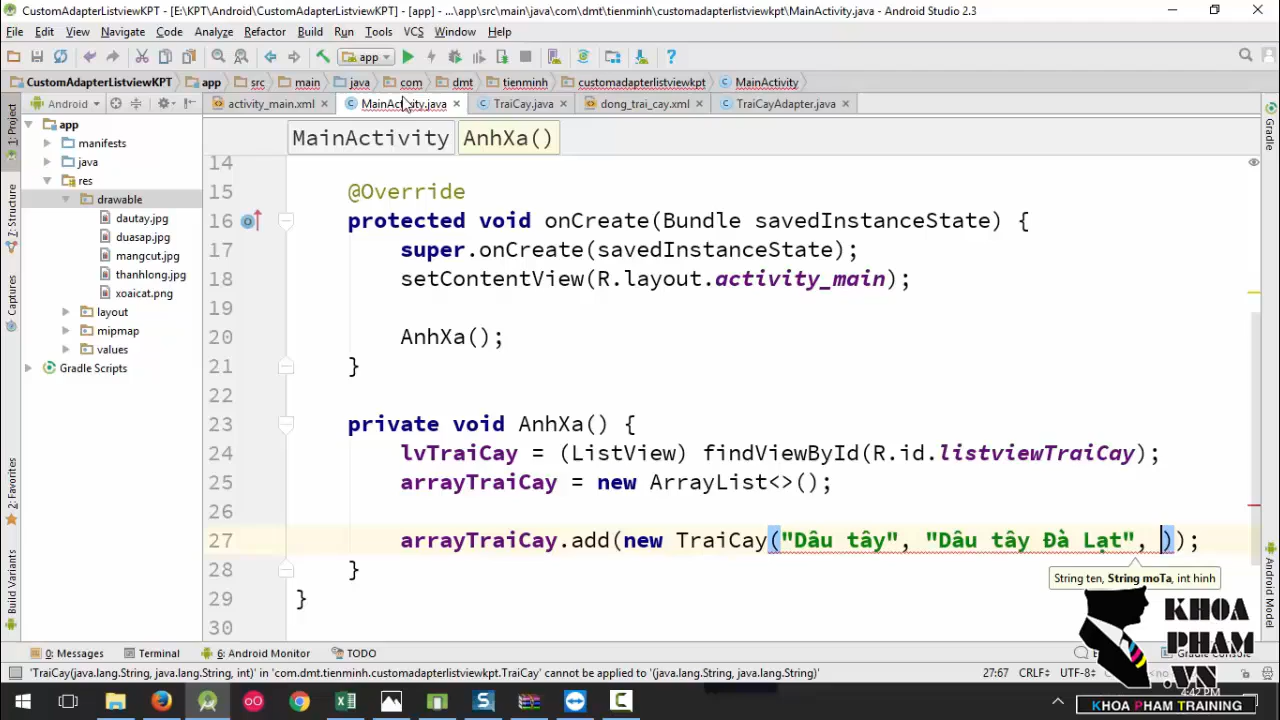 CustomAdapterListviewKPT - [E:\KPT\Android\CustomAdapterListviewKPT] - [app] - ...\app\src\main\java\com\dmt\tienminh\customadapterlistviewkpt\MainActivity.java - Android Studio 2.3
File Edit View Navigate Code Analyze Refactor Build Run Tools VCS Window Help
app
CustomAdapterListviewKPT app src main java com dmt tienminh customadapterlistviewkpt MainActivity
Android activity_main.xml MainActivity.java TraiCay.java dong_trai_cay.xml TraiCayAdapter.java
MainActivity AnhXa()
1: Project
Z: Structure
Captures
2: Favorites
Build Variants
app
manifests
java
res
drawable
dautay.jpg
duasap.jpg
mangcut.jpg
thanhlong.jpg
xoaicat.png
layout
mipmap
values
Gradle Scripts
14
15 @Override
16 protected void onCreate(Bundle savedInstanceState) {
17 super.onCreate(savedInstanceState);
18 setContentView(R.layout.activity_main);
19
20 AnhXa();
21 }
22
23 private void AnhXa() {
24 lvTraiCay = (ListView) findViewById(R.id.listviewTraiCay);
25 arrayTraiCay = new ArrayList<>();
26
27 arrayTraiCay.add(new TraiCay("Dâu tây", "Dâu tây Đà Lạt", ));
String ten, String moTa, int hinh
28 }
29 }
30
Gradle
Android Model
KHOA
PHAM
VN
0: Messages Terminal 6: Android Monitor TODO
'TraiCay(java.lang.String, java.lang.String, int)' in 'com.dmt.tienminh.customadapterlistviewkpt.TraiCay' cannot be applied to '(java.lang.String, java.lang.String)' 27:67 CRLF÷ UTF-8÷
4:42 PM
KHOA PHAM TRAINING